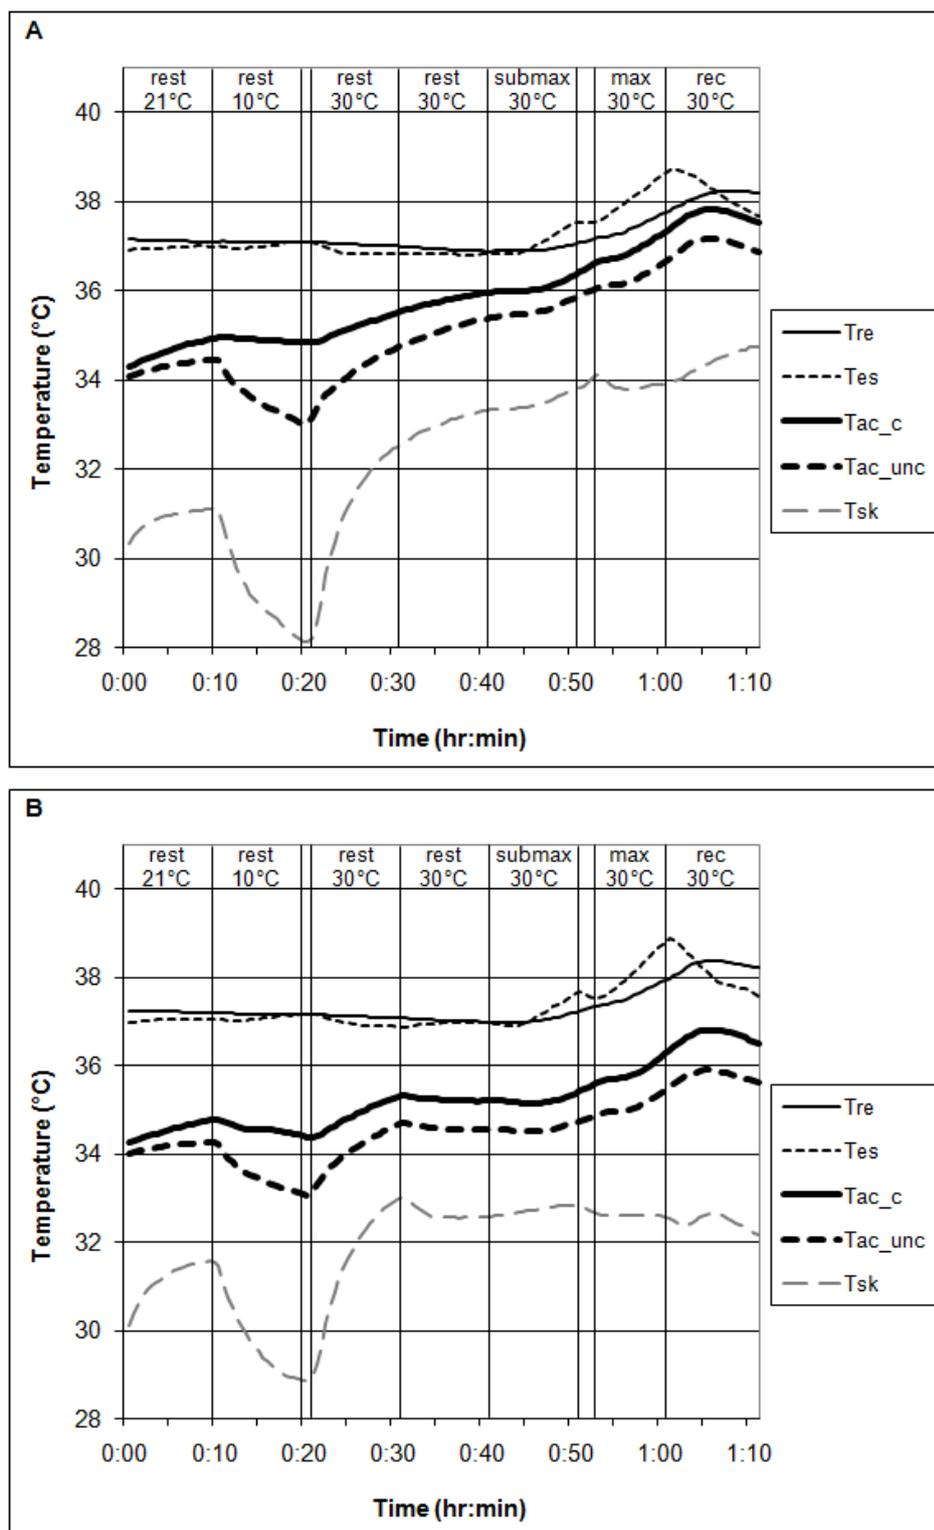 A
rest rest rest rest submax max rec
21°C 10°C 30°C 30°C 30°C 30°C 30°C
40
38
36
34
32
30
28
Temperature (°C)
0:00 0:10 0:20 0:30 0:40 0:50 1:00 1:10
Time (hr:min)
Tre
Tes
Tac_c
Tac_unc
Tsk
B
rest rest rest rest submax max rec
21°C 10°C 30°C 30°C 30°C 30°C 30°C
40
38
36
34
32
30
28
Temperature (°C)
0:00 0:10 0:20 0:30 0:40 0:50 1:00 1:10
Time (hr:min)
Tre
Tes
Tac_c
Tac_unc
Tsk